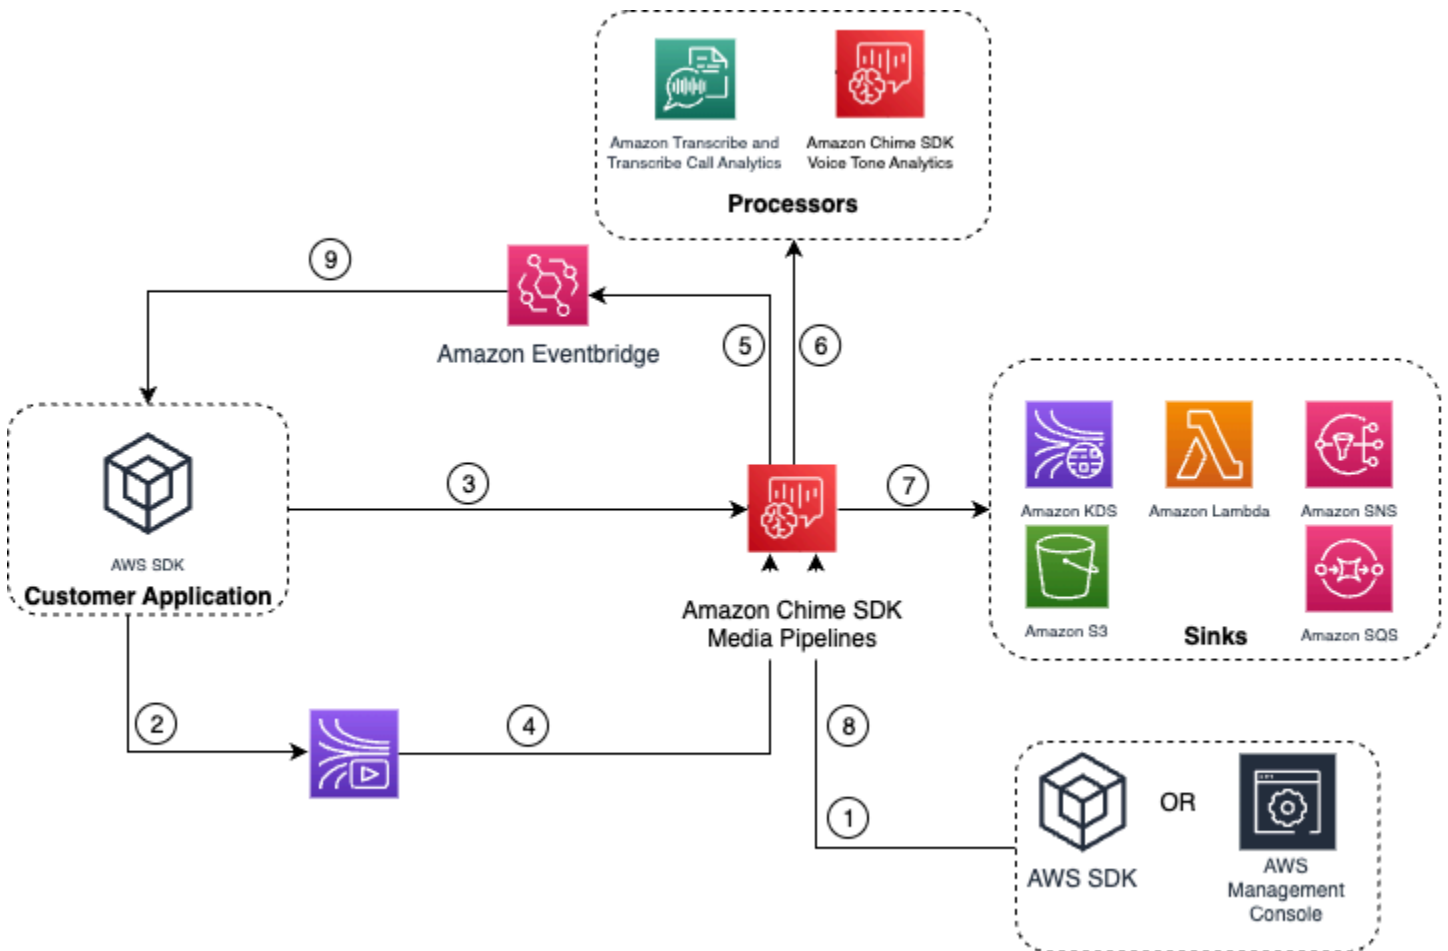 Amazon Transcribe and
Transcribe Call Analytics
Amazon Chime SDK
Voice Tone Analytics
Processors
9
Amazon Eventbridge
5
6
AWS SDK
Customer Application
3
7
Amazon KDS
Amazon Lambda
Amazon SNS
Amazon S3
Sinks
Amazon SQS
Amazon Chime SDK
Media Pipelines
2
4
8
1
AWS SDK
OR
AWS
Management
Console